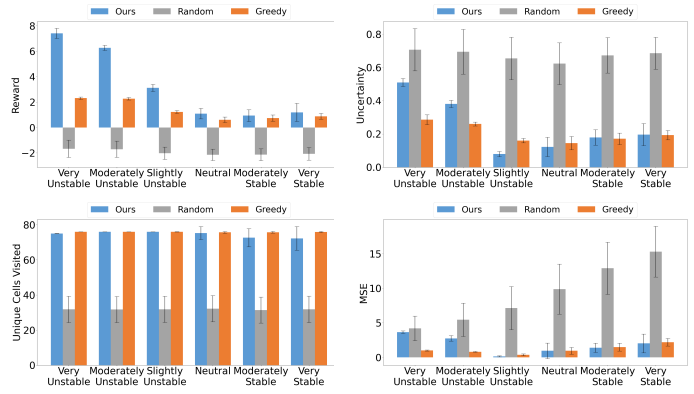 Ours Random Greedy
8
6
4
2
0
−2
Reward
Very Unstable
Moderately Unstable
Slightly Unstable
Neutral
Moderately Stable
Very Stable
Ours Random Greedy
0.8
0.6
0.4
0.2
0.0
Uncertainty
Very Unstable
Moderately Unstable
Slightly Unstable
Neutral
Moderately Stable
Very Stable
Ours Random Greedy
80
60
40
20
0
Unique Cells Visited
Very Unstable
Moderately Unstable
Slightly Unstable
Neutral
Moderately Stable
Very Stable
Ours Random Greedy
15
10
5
0
MSE
Very Unstable
Moderately Unstable
Slightly Unstable
Neutral
Moderately Stable
Very Stable